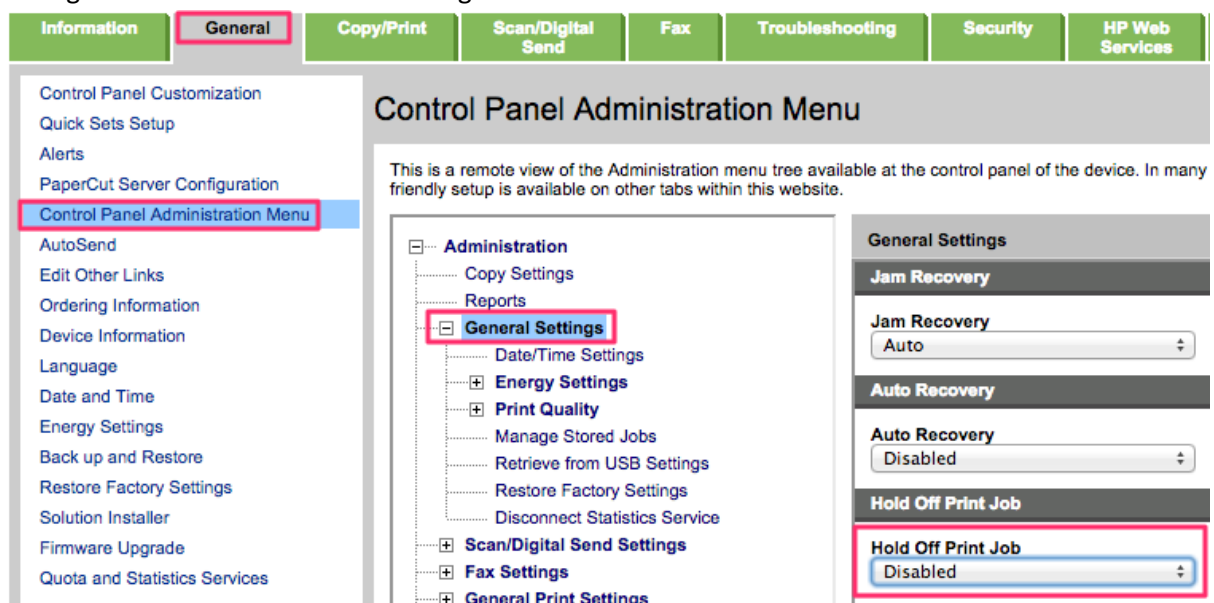 Information
General
Copy/Print
Scan/Digital
Send
Fax
Troubleshooting
Security
HP Web
Services
Control Panel Customization
Quick Sets Setup
Alerts
PaperCut Server Configuration
Control Panel Administration Menu
AutoSend
Edit Other Links
Ordering Information
Device Information
Language
Date and Time
Energy Settings
Back up and Restore
Restore Factory Settings
Solution Installer
Firmware Upgrade
Quota and Statistics Services
Control Panel Administration Menu
This is a remote view of the Administration menu tree available at the control panel of the device. In many
friendly setup is available on other tabs within this website.
Administration
Copy Settings
Reports
General Settings
Date/Time Settings
Energy Settings
Print Quality
Manage Stored Jobs
Retrieve from USB Settings
Restore Factory Settings
Disconnect Statistics Service
Scan/Digital Send Settings
Fax Settings
General Print Settings
General Settings
Jam Recovery
Jam Recovery
Auto
Auto Recovery
Auto Recovery
Disabled
Hold Off Print Job
Hold Off Print Job
Disabled